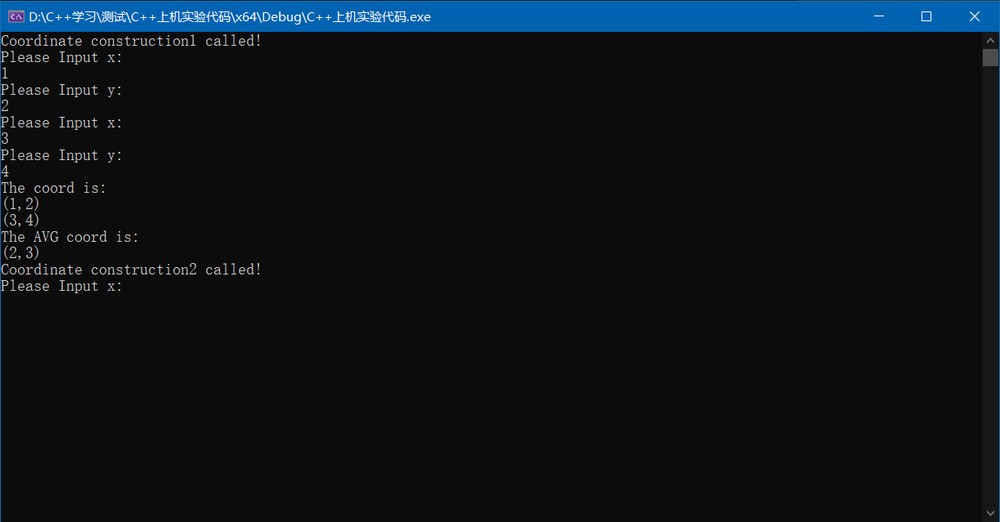 D:\C++学习\测试\C++上机实验代码\x64\Debug\C++上机实验代码.exe
Coordinate construction1 called!
Please Input x:
1
Please Input y:
2
Please Input x:
3
Please Input y:
4
The coord is:
(1,2)
(3,4)
The AVG coord is:
(2,3)
Coordinate construction2 called!
Please Input x: